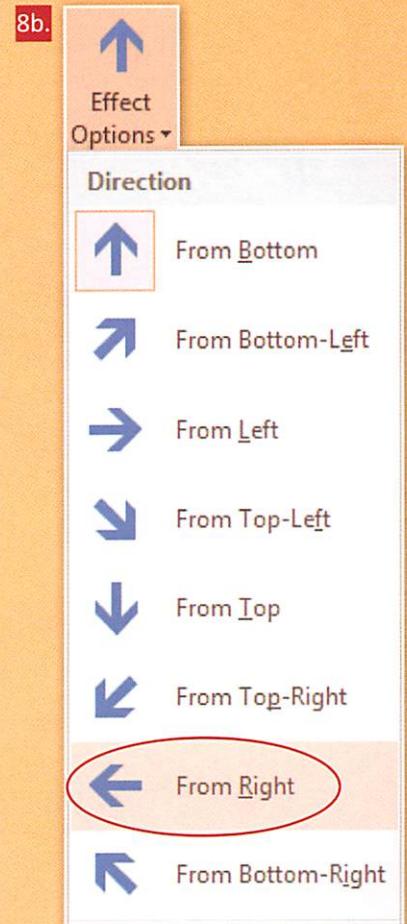 8b.
Effect
Options
Direction
From Bottom
From Bottom-Left
From Left
From Top-Left
From Top
From Top-Right
From Right
From Bottom-Right